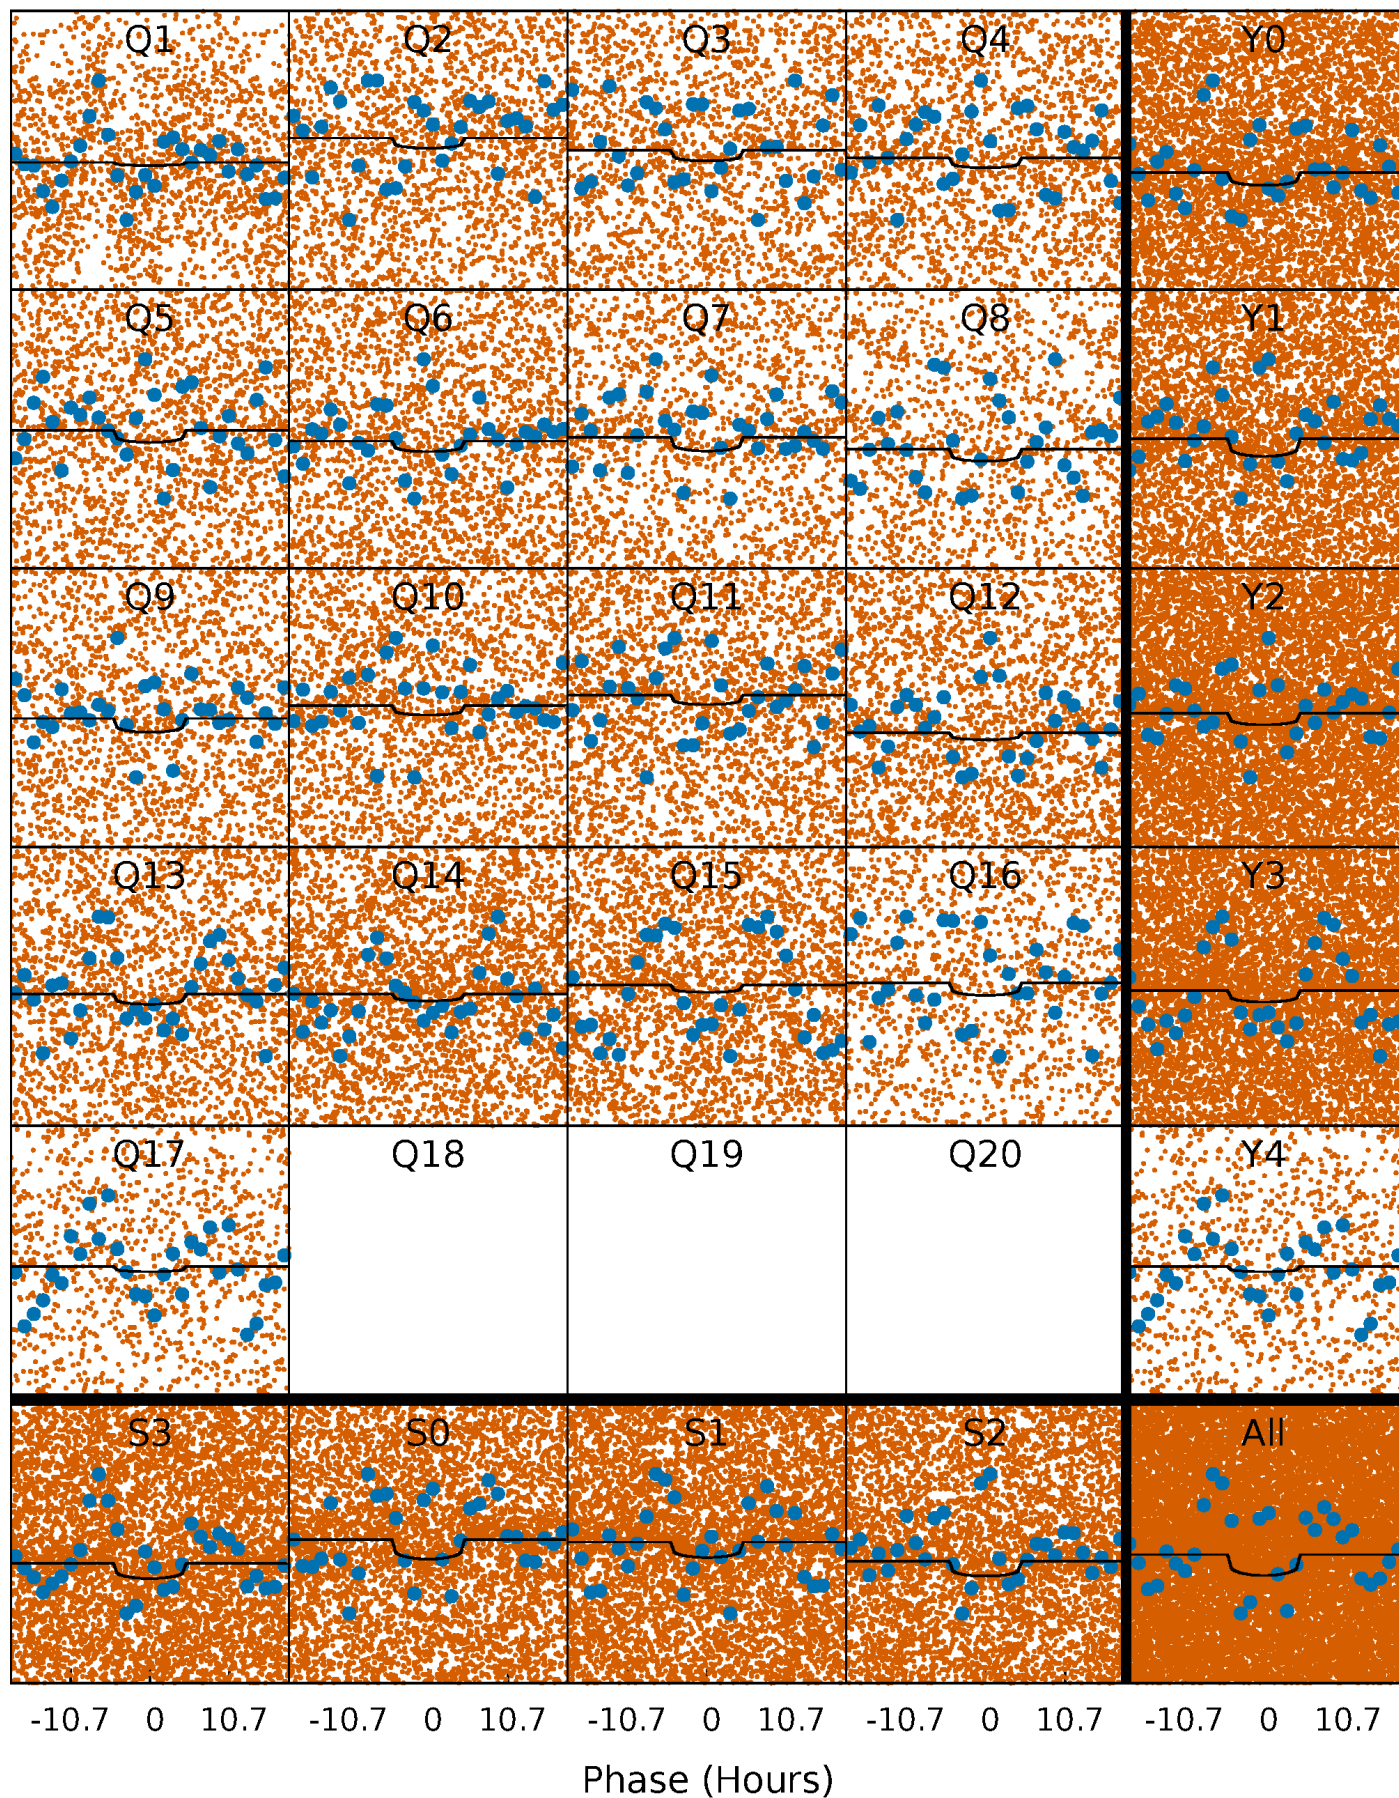 Q1 Q2 Q3 Q4 Y0
Q5 Q6 Q7 Q8 Y1
Q9 Q10 Q11 Q12 Y2
Q13 Q14 Q15 Q16 Y3
Q17 Q18 Q19 Q20 Y4
S3 S0 S1 S2 All
-10.7 0 10.7 -10.7 0 10.7 -10.7 0 10.7 -10.7 0 10.7 -10.7 0 10.7
Phase (Hours)